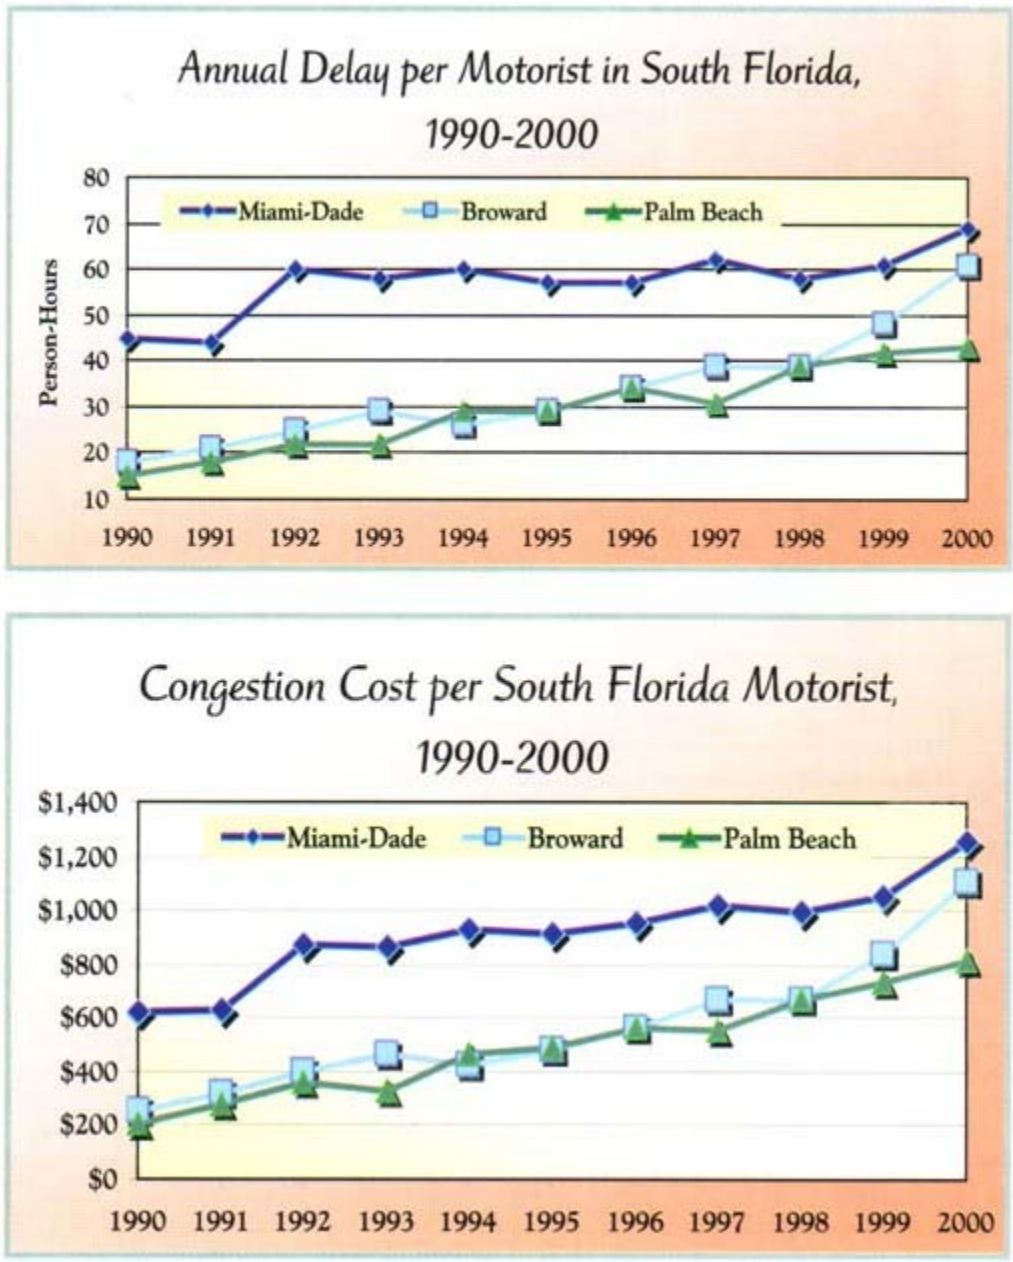 Annual Delay per Motorist in South Florida,
1990-2000
80
Miami-Dade Broward Palm Beach
70
60
50
40
30
20
10
Person-Hours
1990 1991 1992 1993 1994 1995 1996 1997 1998 1999 2000
Congestion Cost per South Florida Motorist,
1990-2000
$1,400
Miami-Dade Broward Palm Beach
$1,200
$1,000
$800
$600
$400
$200
$0
1990 1991 1992 1993 1994 1995 1996 1997 1998 1999 2000